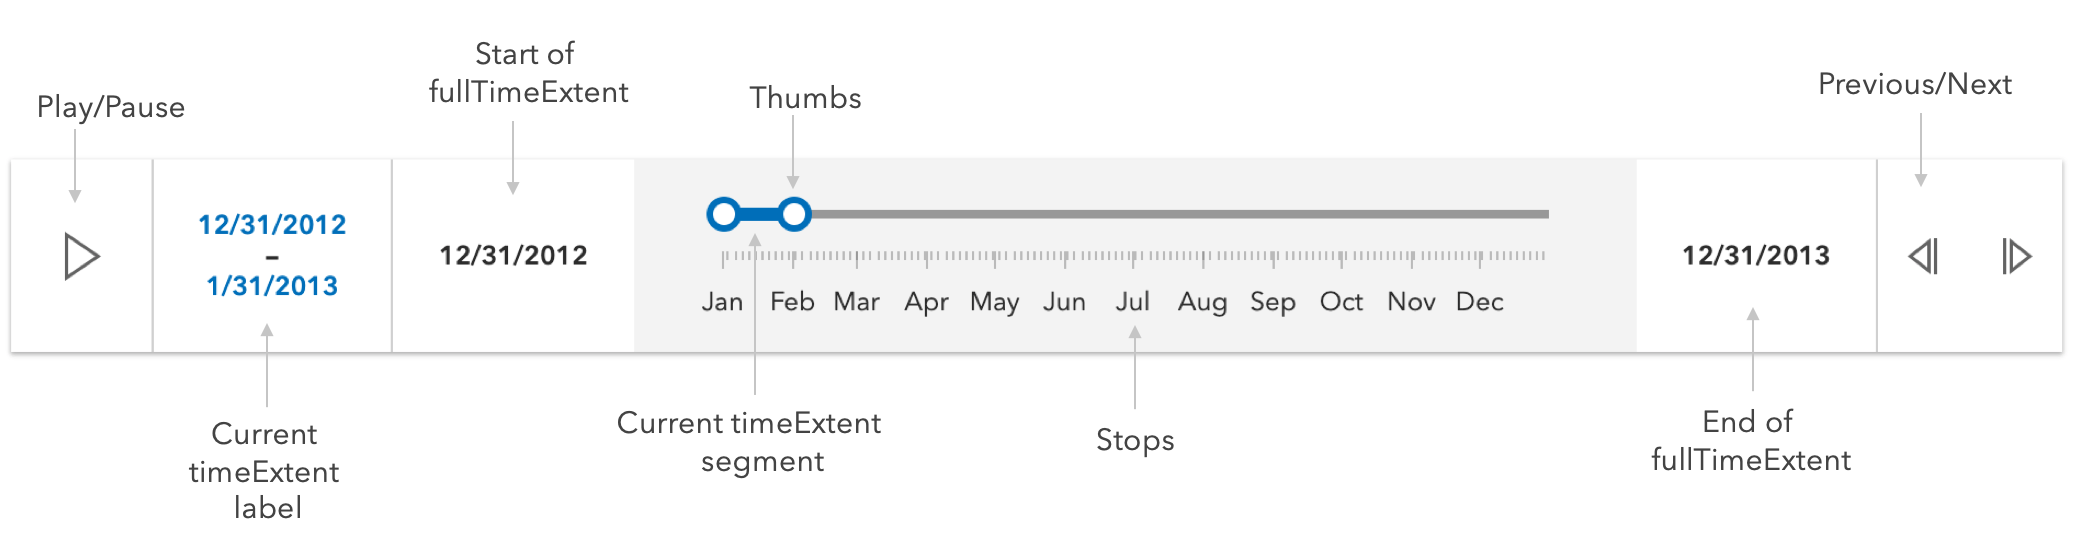 Start of
fullTimeExtent
Play/Pause
Thumbs
Previous/Next
12/31/2012
–
1/31/2013
12/31/2012
12/31/2013
Jan Feb Mar Apr May Jun Jul Aug Sep Oct Nov Dec
Current
timeExtent
label
Current timeExtent
segment
Stops
End of
fullTimeExtent